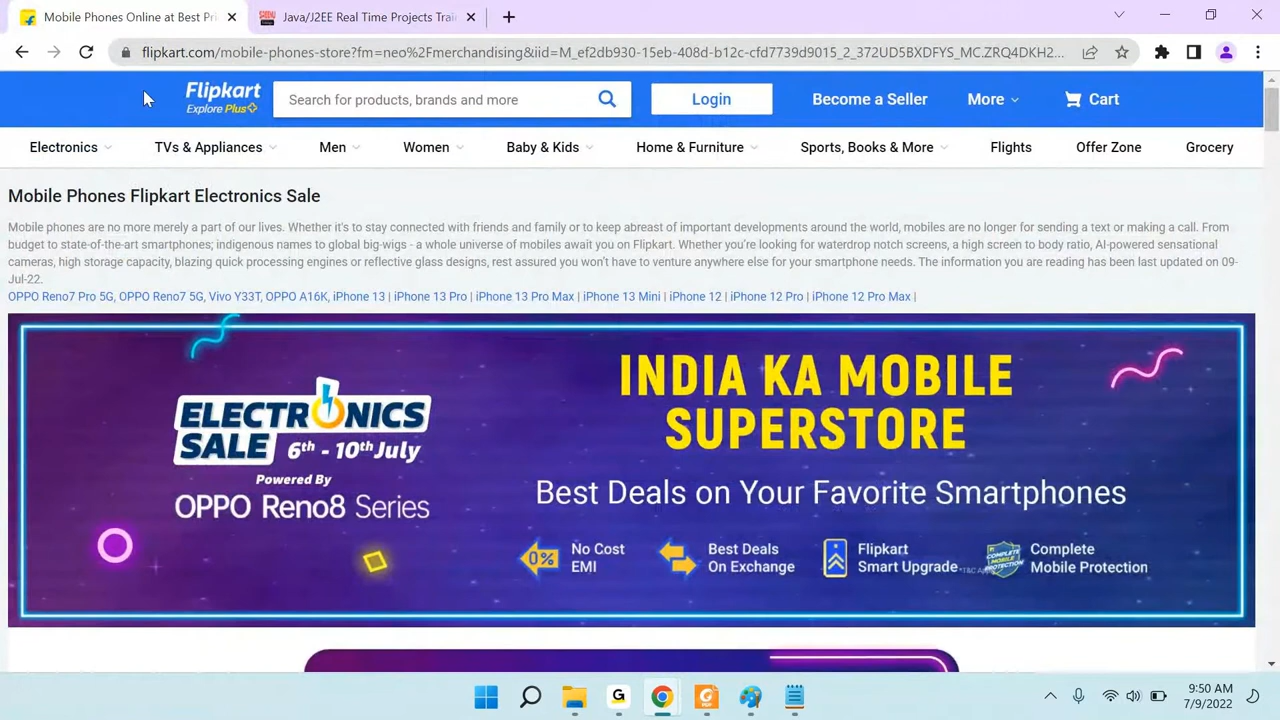 Mobile Phones Online at Best Pri
Java/J2EE Real Time Projects Trai
flipkart.com/mobile-phones-store?fm=neo%2Fmerchandising&iid=M_ef2db930-15eb-408d-b12c-cfd7739d9015_2_372UD5BXDFYS_MC.ZRQ4DKH2...
Flipkart
Explore Plus
Search for products, brands and more
Login
Become a Seller
More
Cart
Electronics
TVs & Appliances
Men
Women
Baby & Kids
Home & Furniture
Sports, Books & More
Flights
Offer Zone
Grocery
Mobile Phones Flipkart Electronics Sale
Mobile phones are no more merely a part of our lives. Whether it's to stay connected with friends and family or to keep abreast of important developments around the world, mobiles are no longer for sending a text or making a call. From
budget to state-of-the-art smartphones; indigenous names to global big-wigs - a whole universe of mobiles await you on Flipkart. Whether you're looking for waterdrop notch screens, a high screen to body ratio, AI-powered sensational
cameras, high storage capacity, blazing quick processing engines or reflective glass designs, rest assured you won't have to venture anywhere else for your smartphone needs. The information you are reading has been last updated on 09-
Jul-22.
OPPO Reno7 Pro 5G, OPPO Reno7 5G, Vivo Y33T, OPPO A16K, iPhone 13 | iPhone 13 Pro | iPhone 13 Pro Max | iPhone 13 Mini | iPhone 12 | iPhone 12 Pro | iPhone 12 Pro Max |
ELECTRONICS
SALE 6th - 10th July
Powered By
OPPO Reno8 Series
INDIA KA MOBILE
SUPERSTORE
Best Deals on Your Favorite Smartphones
0%
No Cost
EMI
Best Deals
On Exchange
Flipkart
Smart Upgrade
*T&C Ap
COMPLETE
MOBILE
PROTECTION
Complete
Mobile Protection
G
PDF
9:50 AM
7/9/2022